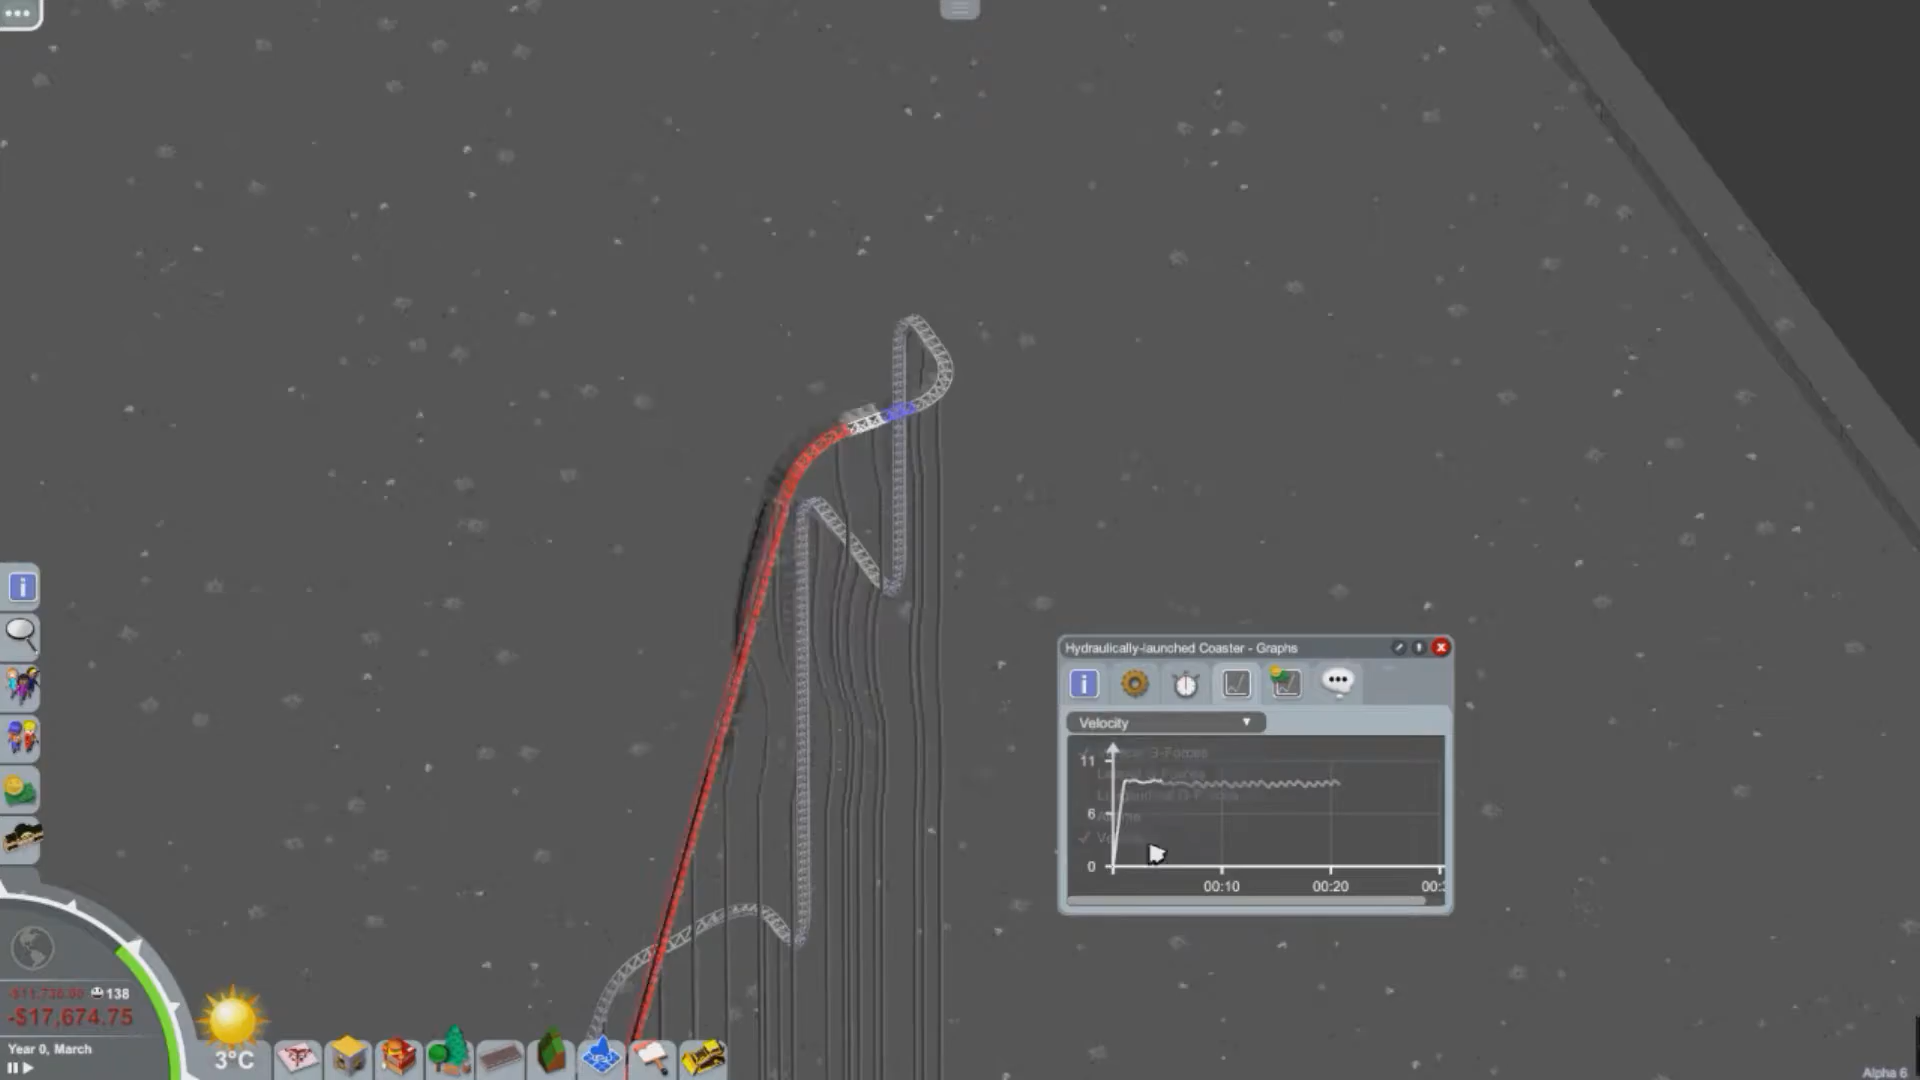 Hydraulically-launched Coaster - Graphs
Velocity
11
6
0
00:10
00:20
138
-$17,674.75
Year 0, March
3°C
Alpha 6